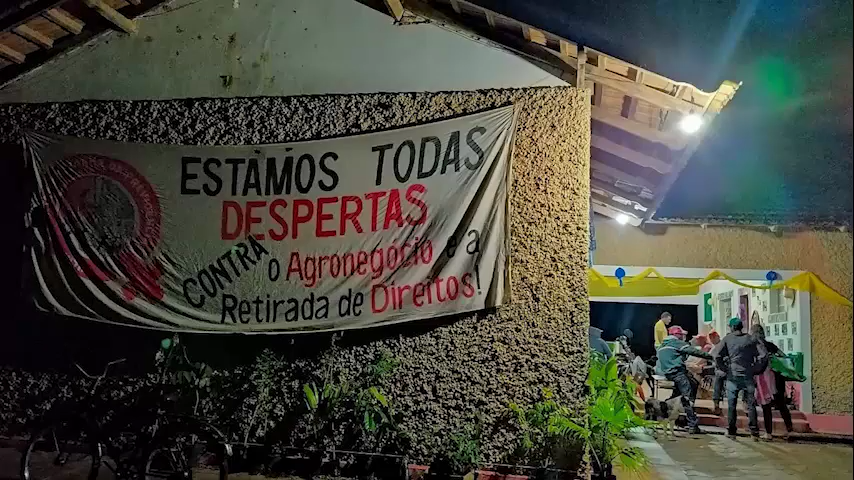 ESTAMOS TODAS
DESPERTAS
CONTRA o Agronegócio e a
Retirada de Direitos!